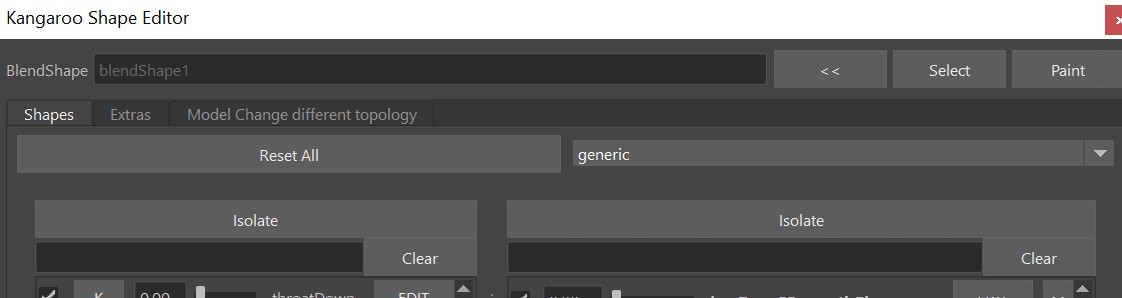 Kangaroo Shape Editor
BlendShape blendShape1 << Select Paint
Shapes Extras Model Change different topology
Reset All generic
Isolate Isolate
Clear Clear
K 0.00 throatDown EDIT